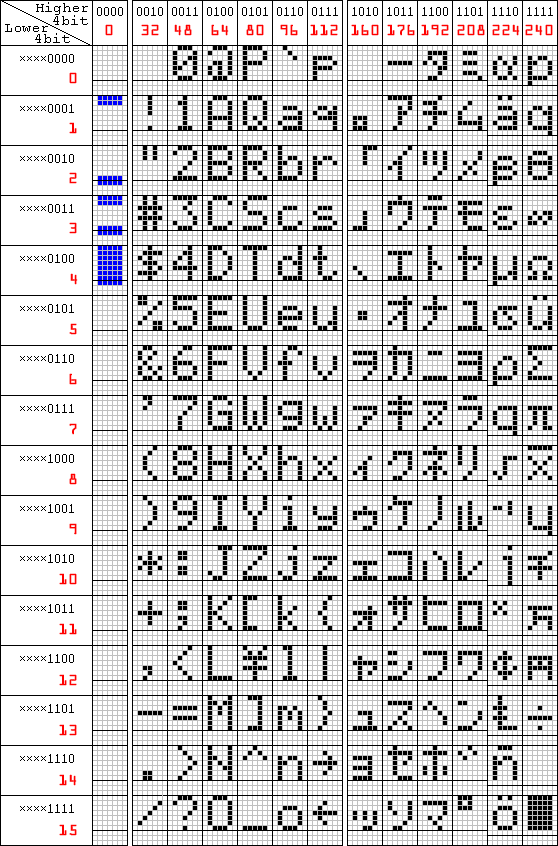 Higher 4bit 0000 0010 0011 0100 0101 0110 0111 1010 1011 1100 1101 1110 1111
Lower 4bit 0 32 48 64 80 96 112 160 176 192 208 224 240
××××0000 0 0 @ P ` p ー タ ミ α p
××××0001 1 ! 1 A Q a q 。 ア チ ム ä q
××××0010 2 " 2 B R b r 「 イ ツ メ β θ
××××0011 3 # 3 C S c s 」 ウ テ モ ε ∞
××××0100 4 $ 4 D T d t 、 エ ト ヤ μ Ω
××××0101 5 % 5 E U e u ・ オ ナ ユ σ ü
××××0110 6 & 6 F V f v ヲ カ ニ ヨ ρ Σ
××××0111 7 ' 7 G W g w ァ キ ヌ ラ q π
××××1000 8 ( 8 H X h x ィ ク ネ リ √ x̄
××××1001 9 ) 9 I Y i y ゥ ケ ノ ル ⁻¹ y
××××1010 10 * : J Z j z ェ コ ハ レ j 千
××××1011 11 + ; K [ k { ォ サ ヒ ロ × 万
××××1100 12 , < L ¥ l | ャ シ フ ワ ¢ 円
××××1101 13 - = M ] m } ュ ス ヘ ン £ ÷
××××1110 14 . > N ^ n → ョ セ ホ ゛ ñ
××××1111 15 / ? O _ o ← ッ ソ マ ゜ ö █